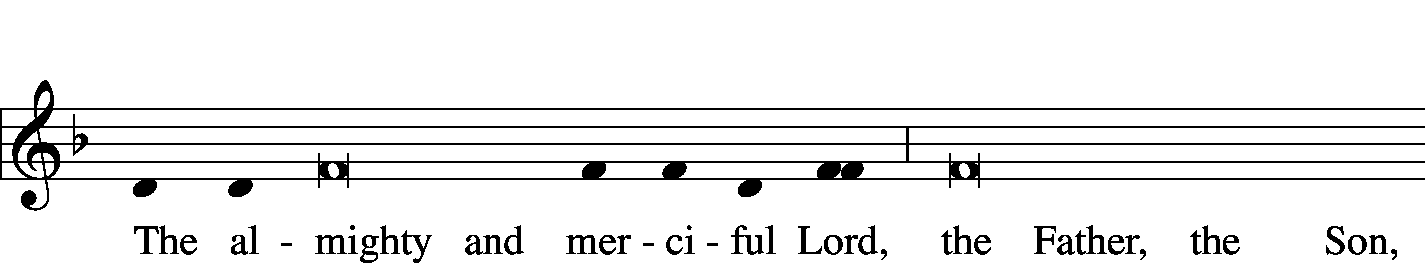 The al - mighty and mer - ci - ful Lord, the Father, the Son,